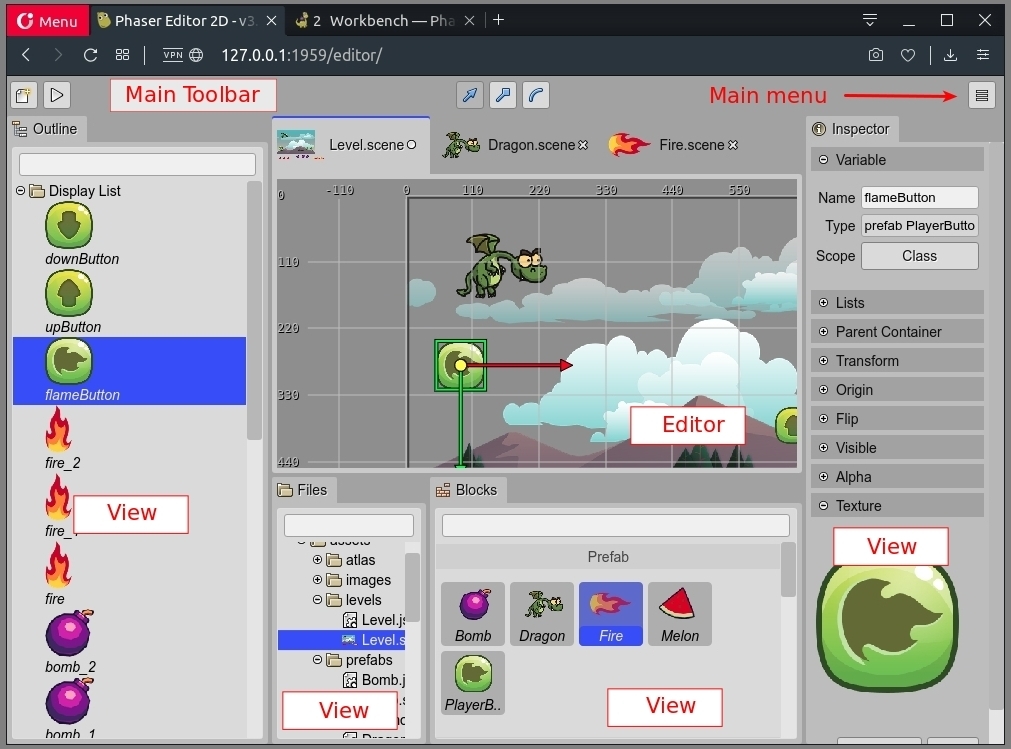 Menu
Phaser Editor 2D - v3.
2 Workbench — Pha
VPN
127.0.0.1:1959/editor/
Main Toolbar
Main menu
Outline
Display List
downButton
upButton
flameButton
fire_2
fire_1
fire
bomb_2
bomb_1
View
Level.scene
Dragon.scene
Fire.scene
0
-110
0
110
220
330
440
550
110
220
330
440
Editor
Files
assets
atlas
images
levels
Level.js
Level.s
prefabs
Bomb.j
View
Blocks
Prefab
Bomb
Dragon
Fire
Melon
PlayerB..
View
Inspector
Variable
Name
flameButton
Type
prefab PlayerButto
Scope
Class
Lists
Parent Container
Transform
Origin
Flip
Visible
Alpha
Texture
View